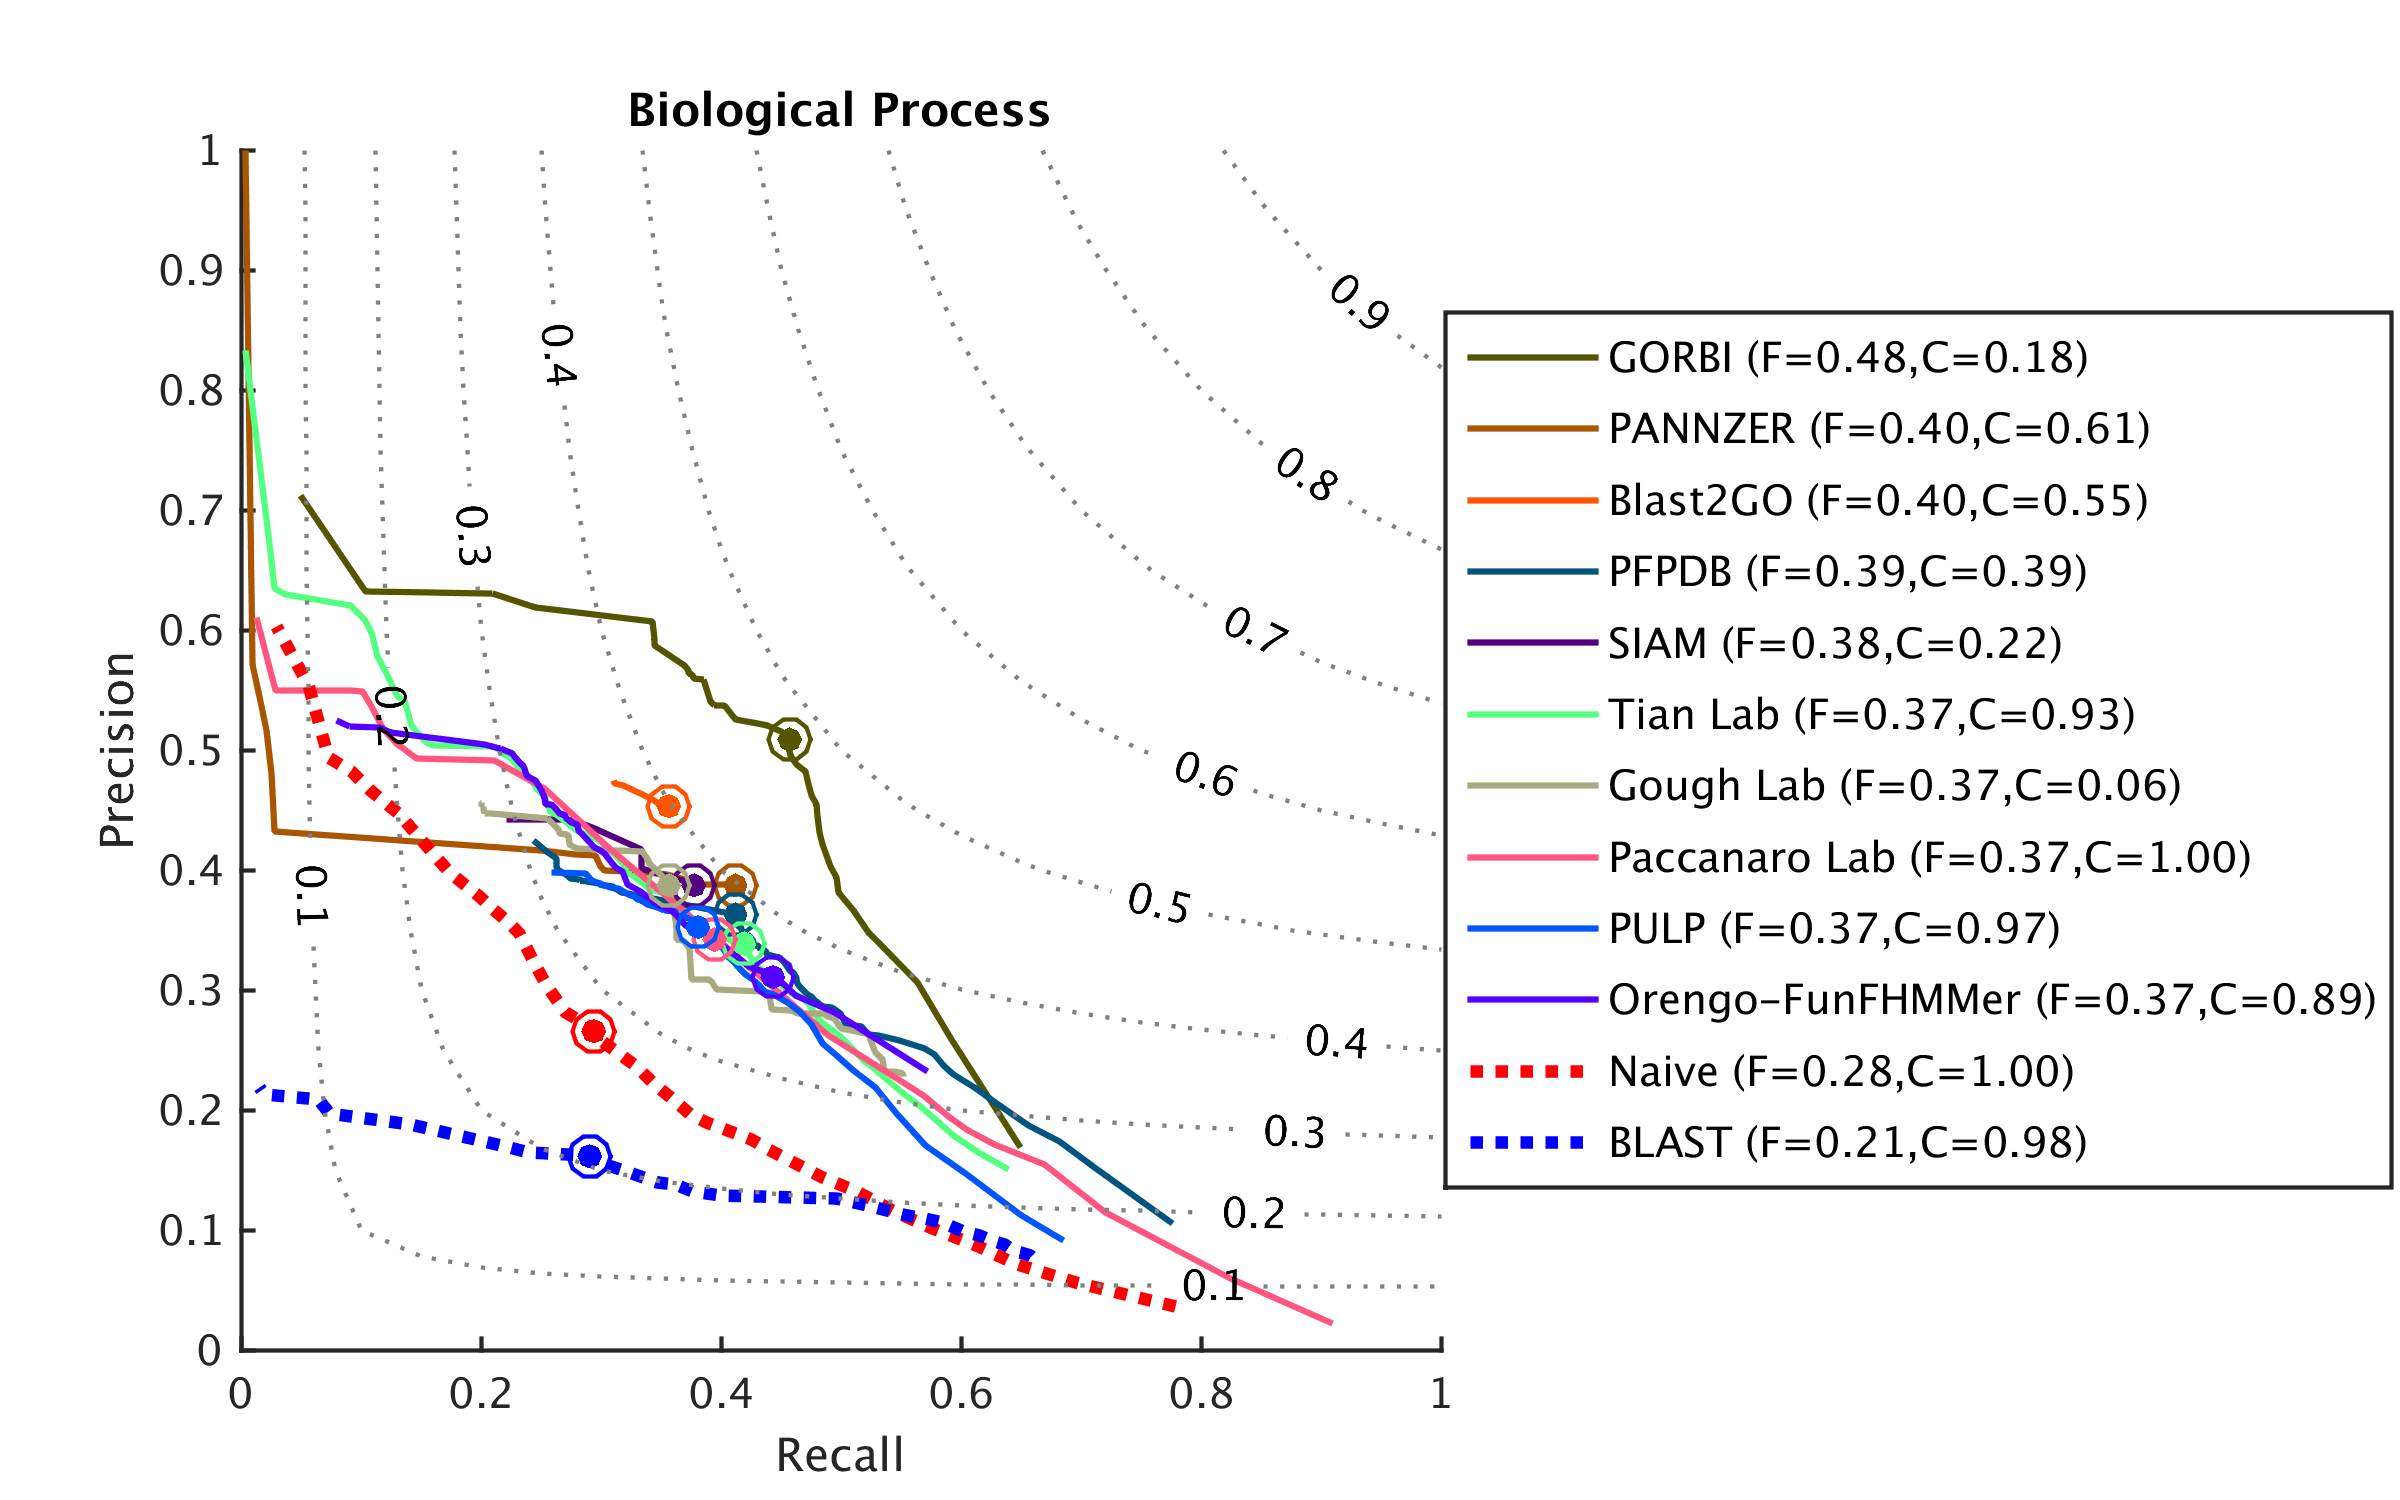 Biological Process
1
0.9
0.8
0.7
0.6
0.5
0.4
0.3
0.2
0.1
0
Precision
0
0.2
0.4
0.6
0.8
1
Recall
0.1
0.2
0.3
0.4
0.9
0.8
0.7
0.6
0.5
0.4
0.3
0.2
0.1
GORBI (F=0.48,C=0.18)
PANNZER (F=0.40,C=0.61)
Blast2GO (F=0.40,C=0.55)
PFPDB (F=0.39,C=0.39)
SIAM (F=0.38,C=0.22)
Tian Lab (F=0.37,C=0.93)
Gough Lab (F=0.37,C=0.06)
Paccanaro Lab (F=0.37,C=1.00)
PULP (F=0.37,C=0.97)
Orengo-FunFHMMer (F=0.37,C=0.89)
Naive (F=0.28,C=1.00)
BLAST (F=0.21,C=0.98)